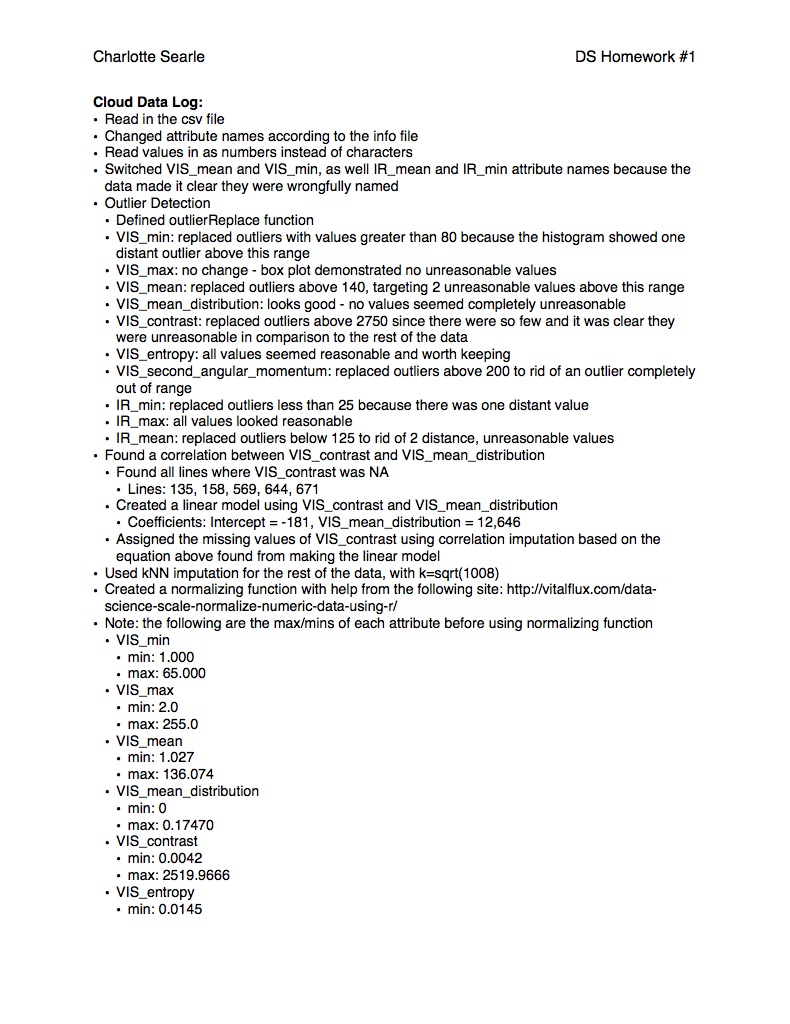 Charlotte Searle DS Homework #1
Cloud Data Log:
• Read in the csv file
• Changed attribute names according to the info file
• Read values in as numbers instead of characters
• Switched VIS_mean and VIS_min, as well IR_mean and IR_min attribute names because the
data made it clear they were wrongfully named
• Outlier Detection
• Defined outlierReplace function
• VIS_min: replaced outliers with values greater than 80 because the histogram showed one
distant outlier above this range
• VIS_max: no change - box plot demonstrated no unreasonable values
• VIS_mean: replaced outliers above 140, targeting 2 unreasonable values above this range
• VIS_mean_distribution: looks good - no values seemed completely unreasonable
• VIS_contrast: replaced outliers above 2750 since there were so few and it was clear they
were unreasonable in comparison to the rest of the data
• VIS_entropy: all values seemed reasonable and worth keeping
• VIS_second_angular_momentum: replaced outliers above 200 to rid of an outlier completely
out of range
• IR_min: replaced outliers less than 25 because there was one distant value
• IR_max: all values looked reasonable
• IR_mean: replaced outliers below 125 to rid of 2 distance, unreasonable values
• Found a correlation between VIS_contrast and VIS_mean_distribution
• Found all lines where VIS_contrast was NA
• Lines: 135, 158, 569, 644, 671
• Created a linear model using VIS_contrast and VIS_mean_distribution
• Coefficients: Intercept = -181, VIS_mean_distribution = 12,646
• Assigned the missing values of VIS_contrast using correlation imputation based on the
equation above found from making the linear model
• Used kNN imputation for the rest of the data, with k=sqrt(1008)
• Created a normalizing function with help from the following site: http://vitalflux.com/data-
science-scale-normalize-numeric-data-using-r/
• Note: the following are the max/mins of each attribute before using normalizing function
• VIS_min
• min: 1.000
• max: 65.000
• VIS_max
• min: 2.0
• max: 255.0
• VIS_mean
• min: 1.027
• max: 136.074
• VIS_mean_distribution
• min: 0
• max: 0.17470
• VIS_contrast
• min: 0.0042
• max: 2519.9666
• VIS_entropy
• min: 0.0145